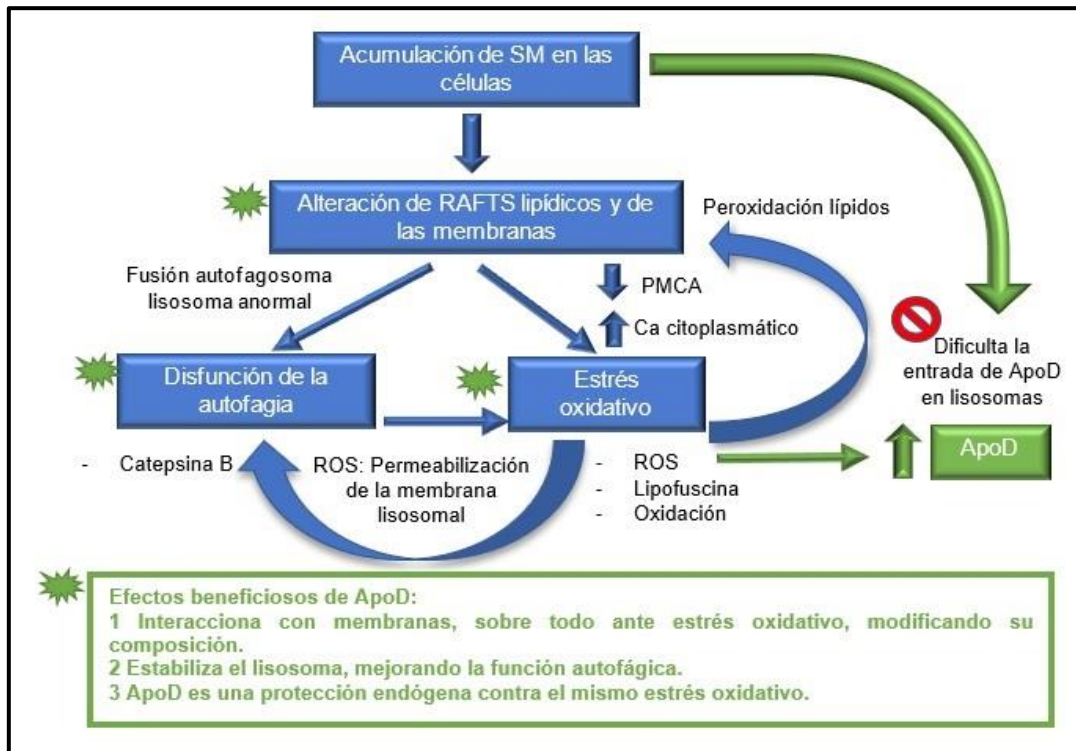 Acumulación de SM en las
células
Alteración de RAFTS lipídicos y de
las membranas
Peroxidación lípidos
Fusión autofagosoma
lisosoma anormal
PMCA
Ca citoplasmático
Dificulta la
entrada de ApoD
en lisosomas
Disfunción de la
autofagia
Estrés
oxidativo
ApoD
- Catepsina B
ROS: Permeabilización
de la membrana
lisosomal
- ROS
- Lipofuscina
- Oxidación
Efectos beneficiosos de ApoD:
1 Interacciona con membranas, sobre todo ante estrés oxidativo, modificando su
composición.
2 Estabiliza el lisosoma, mejorando la función autofágica.
3 ApoD es una protección endógena contra el mismo estrés oxidativo.